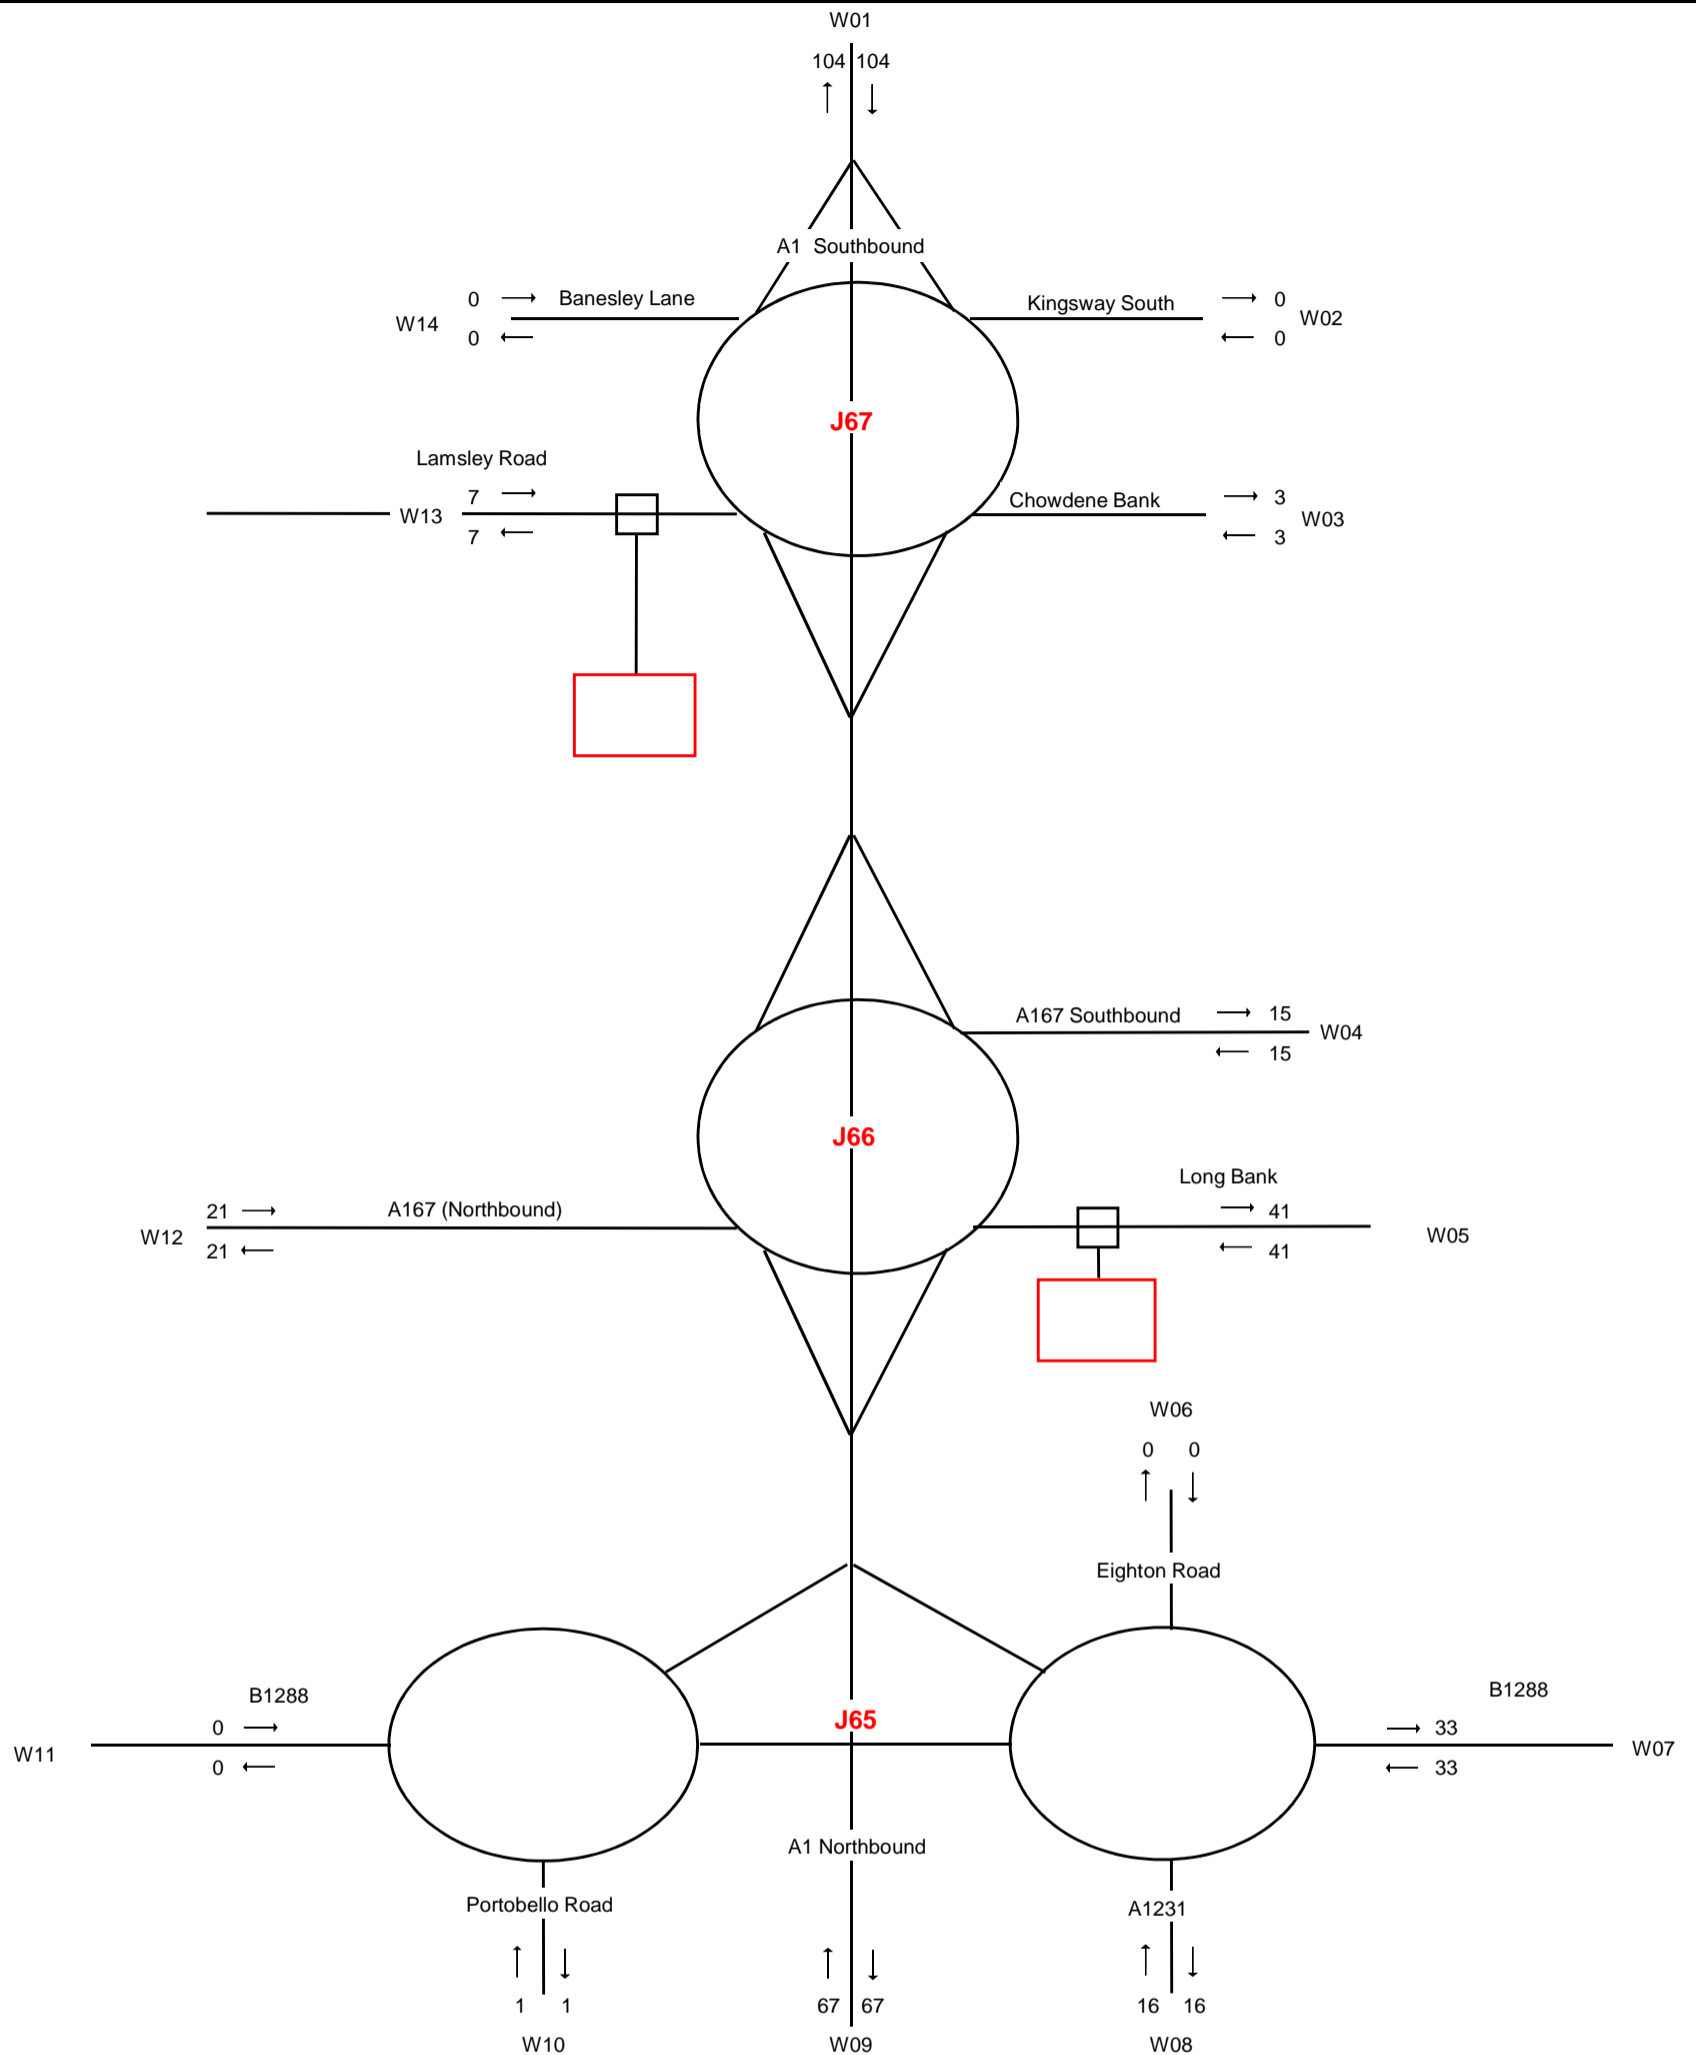 W01
104 104
A1 Southbound
0 Banesley Lane
W14
0
Kingsway South 0
W02
0
J67
Lamsley Road
7
W13
7
Chowdene Bank 3
W03
3
A167 Southbound 15
W04
15
J66
Long Bank
21 A167 (Northbound)
W12
21
41
W05
41
W06
0 0
Eighton Road
B1288
0
W11
0
J65
B1288
33
W07
33
A1 Northbound
Portobello Road
A1231
1 1
W10
67 67
W09
16 16
W08